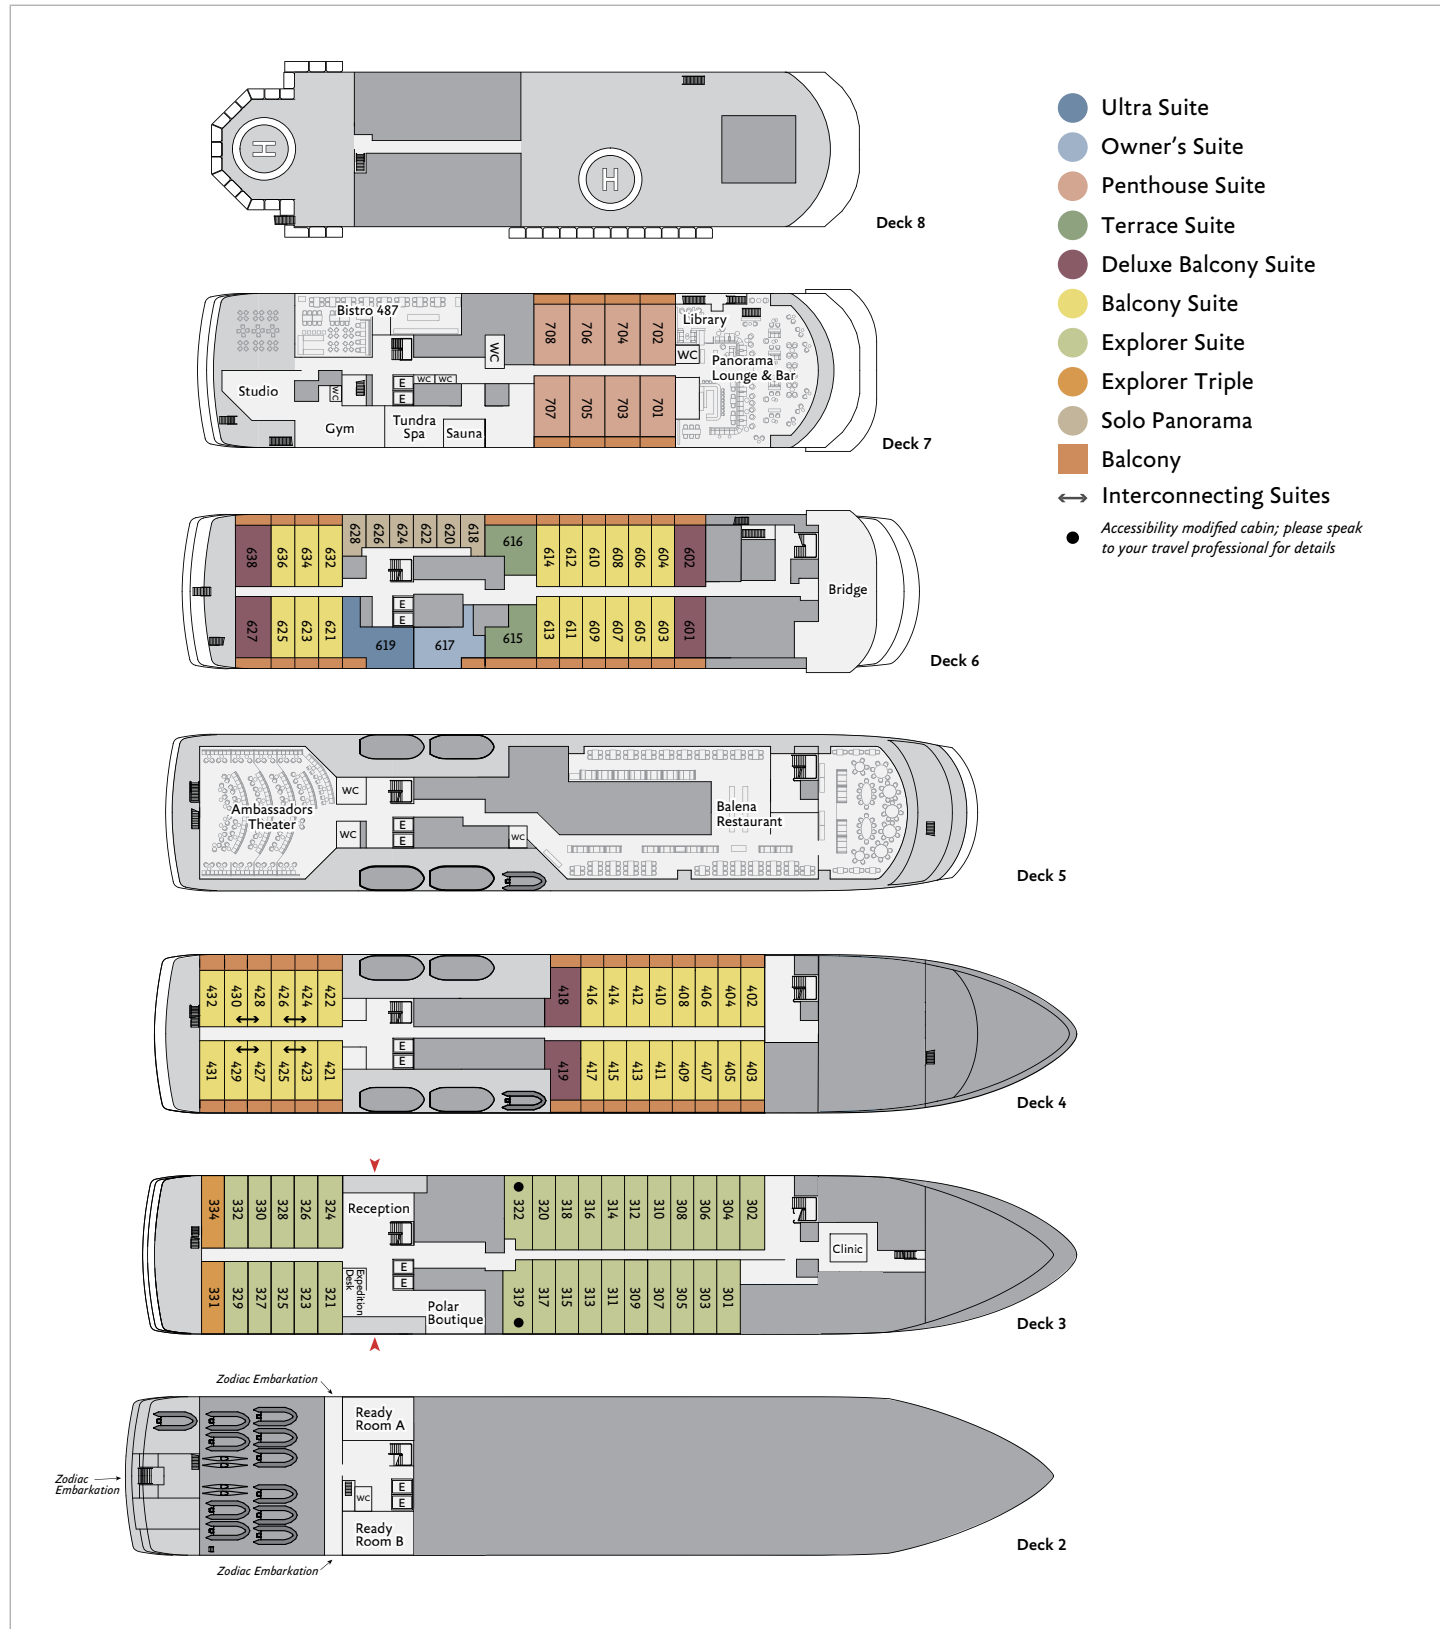 H
H
Deck 8
Ultra Suite
Owner's Suite
Penthouse Suite
Terrace Suite
Deluxe Balcony Suite
Balcony Suite
Explorer Suite
Explorer Triple
Solo Panorama
Balcony
Interconnecting Suites
Accessibility modified cabin; please speak
to your travel professional for details
Bistro 487
WC
708
706
704
702
Library
WC
Panorama
Lounge & Bar
Studio
WC
E
E
WC
WC
Gym
Tundra
Spa
Sauna
707
705
703
701
Deck 7
638
636
634
632
628
626
624
622
620
618
616
614
612
610
608
606
604
602
Bridge
E
E
627
625
623
621
619
617
615
613
611
609
607
605
603
601
Deck 6
Ambassadors
Theater
WC
WC
E
E
WC
Balena
Restaurant
Deck 5
432
430
428
426
424
422
418
416
414
412
410
408
406
404
402
E
E
431
429
427
425
423
421
419
417
415
413
411
409
407
405
403
Deck 4
334
332
330
328
326
324
Reception
322
320
318
316
314
312
310
308
306
304
302
Clinic
E
E
331
329
327
325
323
321
Expedition
Desk
Polar
Boutique
319
317
315
313
311
309
307
305
303
301
Deck 3
Zodiac Embarkation
Ready
Room A
Zodiac
Embarkation
E
E
WC
Ready
Room B
Deck 2
Zodiac Embarkation